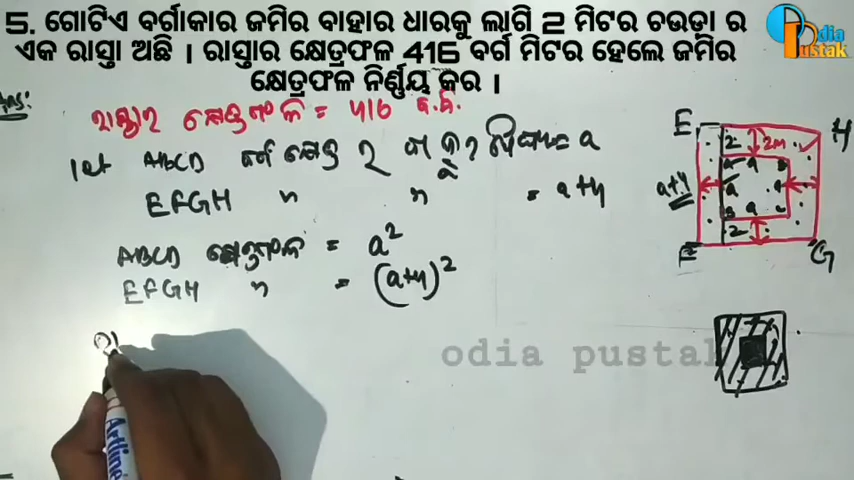 5. ଗୋଟିଏ ବର୍ଗାକାର ଜମିର ବାହାର ଧାରକୁ ଲାଗି 2 ମିଟର ଚଉଡ଼ା ର
ଏକ ରାସ୍ତା ଅଛି । ରାସ୍ତାର କ୍ଷେତ୍ରଫଳ 416 ବର୍ଗ ମିଟର ହେଲେ ଜମିର
କ୍ଷେତ୍ରଫଳ ନିର୍ଣ୍ଣୟ କର ।
Odia Pustak
Ans:
ରାସ୍ତାର କ୍ଷେତ୍ରଫଳ = 416 ବ.ମି.
let ABCD ବର୍ଗ କ୍ଷେତ୍ର ର ବାହୁର = a
EFGH " " = a+4
ABCD କ୍ଷେତ୍ରଫଳ = a²
EFGH " = (a+4)²
ରା
E H
2 2m
a+4 a a a
a
2
F G
odia pustak